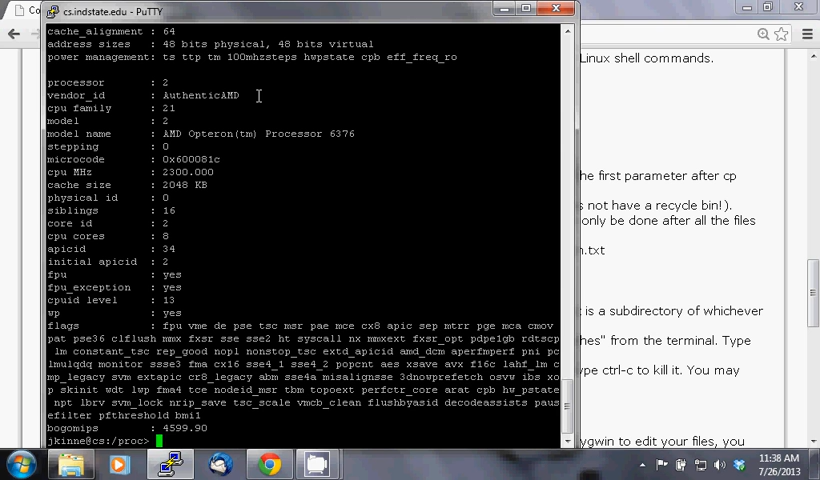 cs.indstate.edu - PuTTY
cache_alignment : 64
address sizes : 48 bits physical, 48 bits virtual
power management: ts ttp tm 100mhzsteps hwpstate cpb eff_freq_ro
processor : 2
vendor_id : AuthenticAMD
cpu family : 21
model : 2
model name : AMD Opteron(tm) Processor 6376
stepping : 0
microcode : 0x600081c
cpu MHz : 2300.000
cache size : 2048 KB
physical id : 0
siblings : 16
core id : 2
cpu cores : 8
apicid : 34
initial apicid : 2
fpu : yes
fpu_exception : yes
cpuid level : 13
wp : yes
flags : fpu vme de pse tsc msr pae mce cx8 apic sep mtrr pge mca cmov
pat pse36 clflush mmx fxsr sse sse2 ht syscall nx mmxext fxsr_opt pdpe1gb rdtscp
lm constant_tsc rep_good nopl nonstop_tsc extd_apicid amd_dcm aperfmperf pni pc
lmulqdq monitor ssse3 fma cx16 sse4_1 sse4_2 popcnt aes xsave avx f16c lahf_lm c
mp_legacy svm extapic cr8_legacy abm sse4a misalignsse 3dnowprefetch osvw ibs xo
p skinit wdt lwp fma4 tce nodeid_msr tbm topoext perfctr_core arat cpb hw_pstate
npt lbrv svm_lock nrip_save tsc_scale vmcb_clean flushbyasid decodeassists paus
efilter pfthreshold bmi1
bogomips : 4599.90
jkinne@cs:/proc>
Co
Linux shell commands.
he first parameter after cp
s not have a recycle bin!).
only be done after all the files
n.txt
t is a subdirectory of whichever
hes" from the terminal. Type
ype ctrl-c to kill it. You may
ygwin to edit your files, you
11:38 AM
7/26/2013